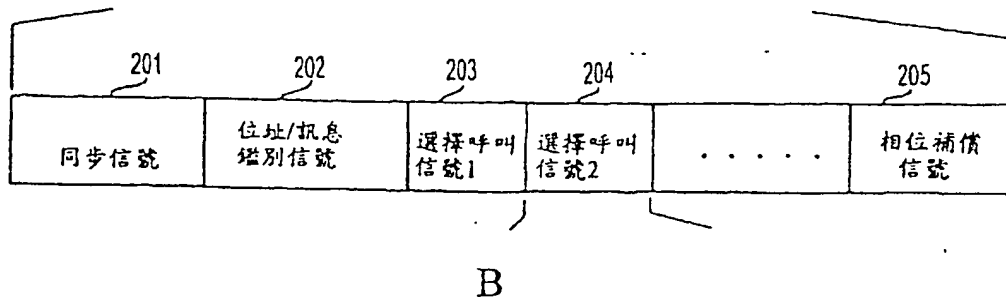 201
202
203
204
205
同步信號
位址/訊息
鑑別信號
選擇呼叫
信號1
選擇呼叫
信號2
. . . . .
相位補償
信號
B